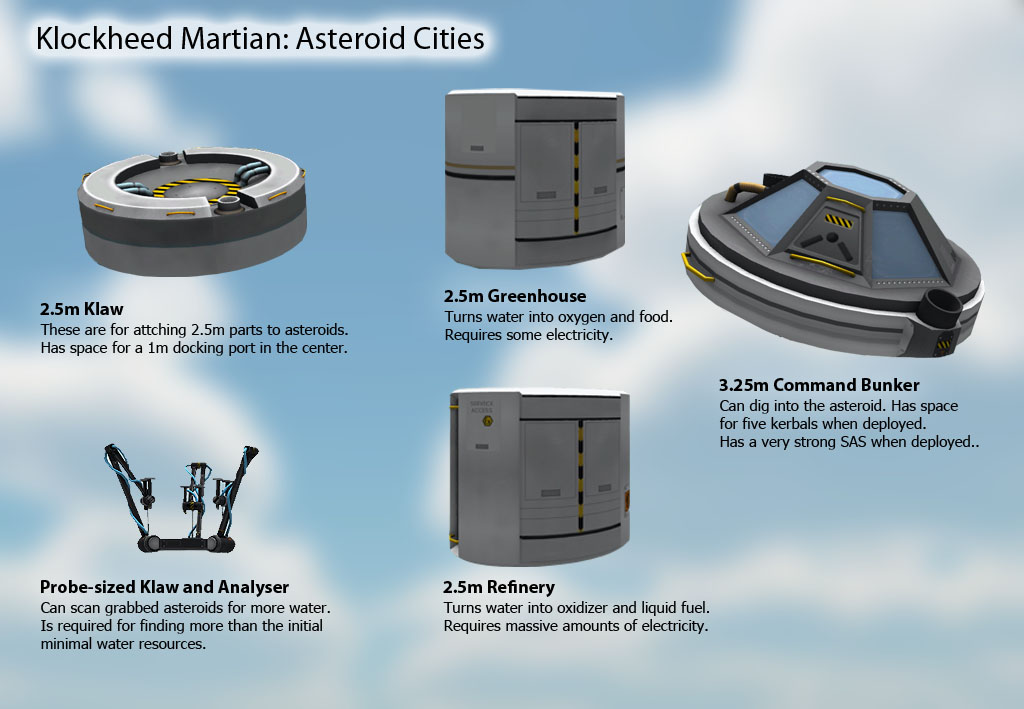 Klockheed Martian: Asteroid Cities
2.5m Klaw
These are for attching 2.5m parts to asteroids.
Has space for a 1m docking port in the center.
2.5m Greenhouse
Turns water into oxygen and food.
Requires some electricity.
3.25m Command Bunker
Can dig into the asteroid. Has space
for five kerbals when deployed.
Has a very strong SAS when deployed..
SERVICE
ACCESS
Probe-sized Klaw and Analyser
Can scan grabbed asteroids for more water.
Is required for finding more than the initial
minimal water resources.
2.5m Refinery
Turns water into oxidizer and liquid fuel.
Requires massive amounts of electricity.